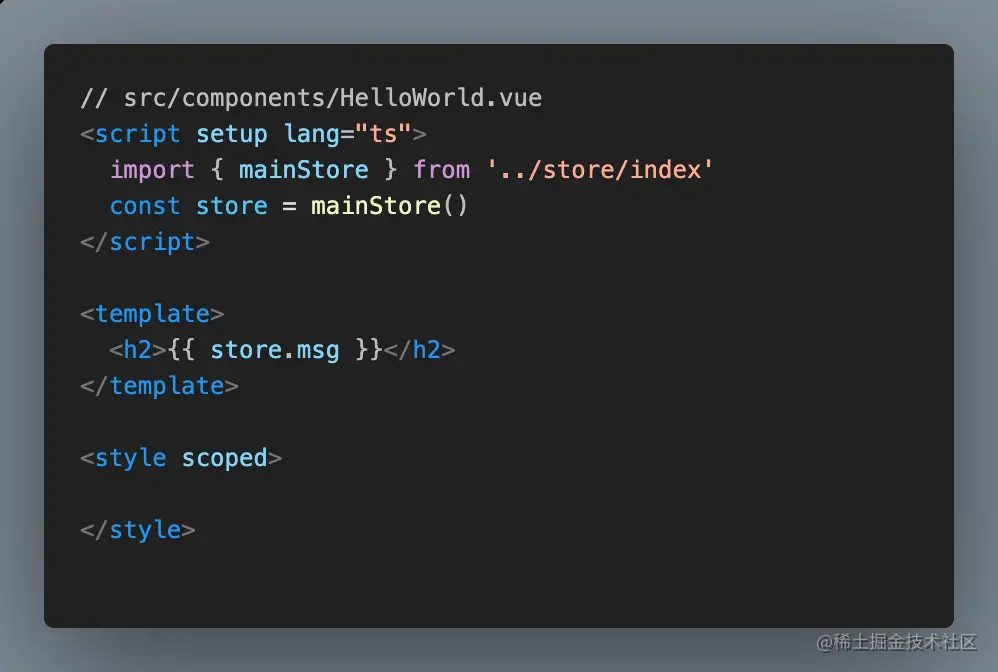 // src/components/HelloWorld.vue
<script setup lang="ts">
  import { mainStore } from '../store/index'
  const store = mainStore()
</script>

<template>
  <h2>{{ store.msg }}</h2>
</template>

<style scoped>

</style>
@稀土掘金技术社区